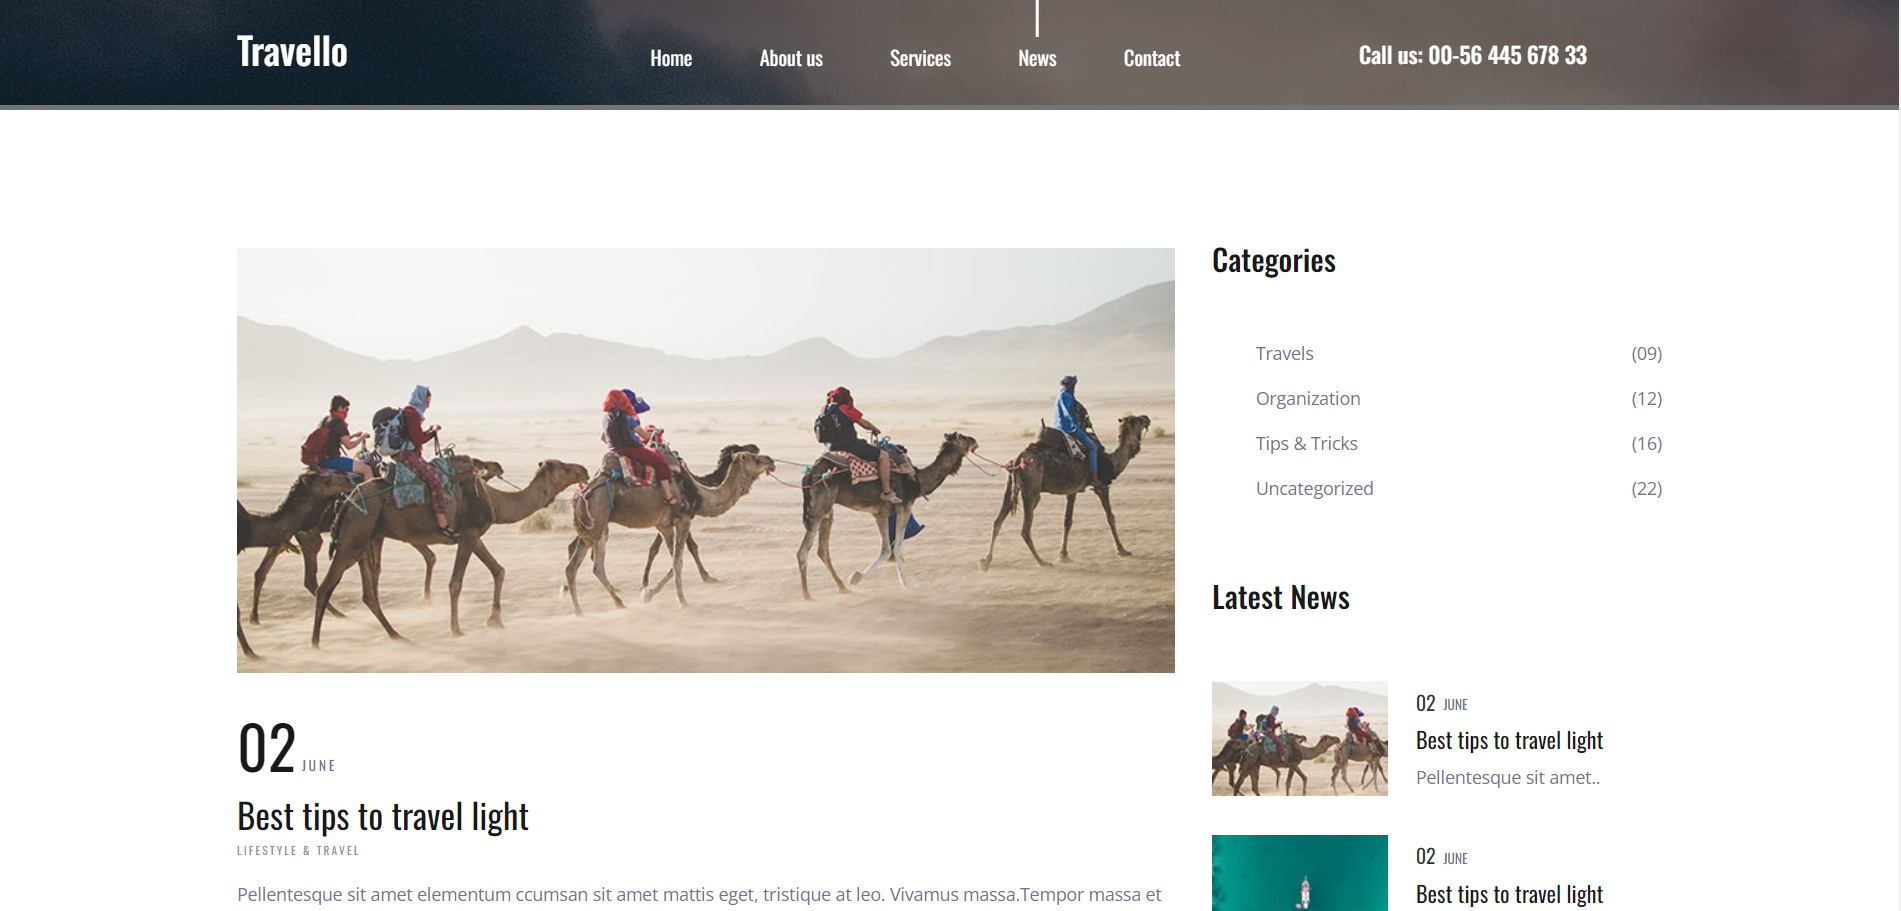 Travello
Home
About us
Services
News
Contact
Call us: 00-56 445 678 33
Categories
Travels (09)
Organization (12)
Tips & Tricks (16)
Uncategorized (22)
Latest News
02 JUNE
Best tips to travel light
Pellentesque sit amet..
02 JUNE
Best tips to travel light
02 JUNE
Best tips to travel light
LIFESTYLE & TRAVEL
Pellentesque sit amet elementum ccumsan sit amet mattis eget, tristique at leo. Vivamus massa.Tempor massa et